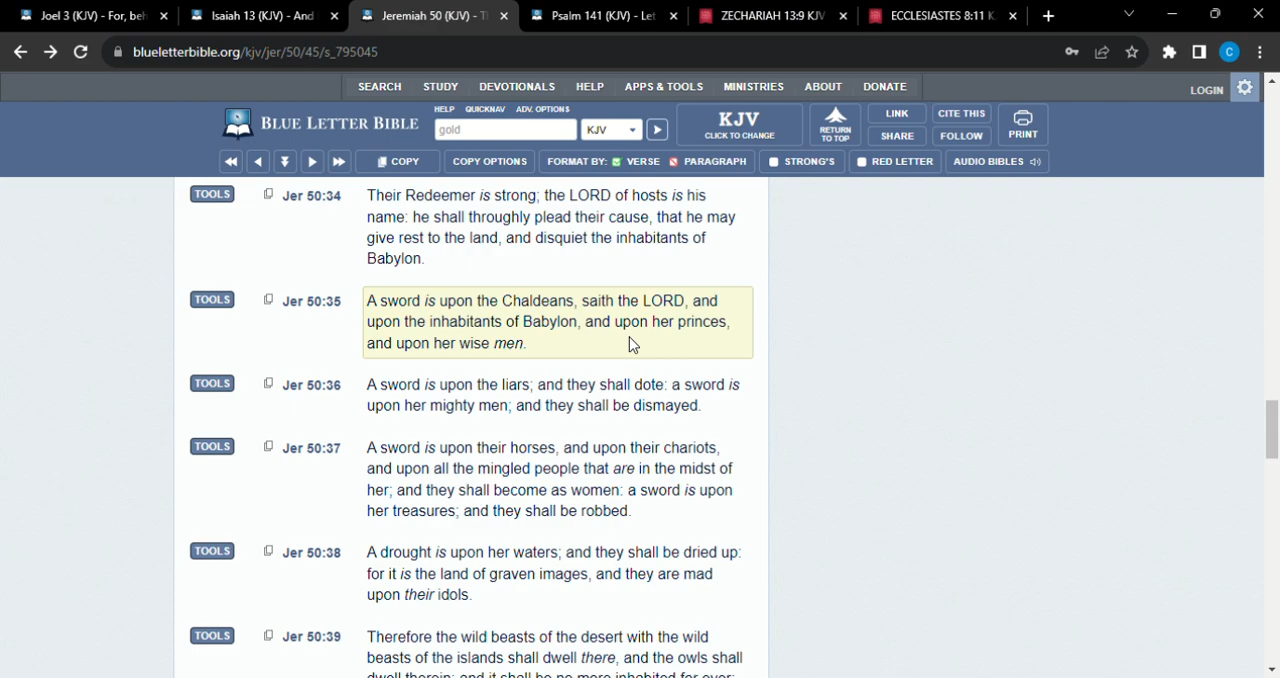 Joel 3 (KJV) - For, beh
Isaiah 13 (KJV) - And
Jeremiah 50 (KJV) - Tl
Psalm 141 (KJV) - Let
ZECHARIAH 13:9 KJV
ECCLESIASTES 8:11 K
blueletterbible.org/kjv/jer/50/45/s_795045
C
SEARCH STUDY DEVOTIONALS HELP APPS & TOOLS MINISTRIES ABOUT DONATE
LOGIN
BLUE LETTER BIBLE
HELP QUICKNAV ADV. OPTIONS
gold
KJV
KJV
CLICK TO CHANGE
RETURN
TO TOP
LINK
CITE THIS
SHARE
FOLLOW
PRINT
COPY COPY OPTIONS FORMAT BY: VERSE PARAGRAPH STRONG'S RED LETTER AUDIO BIBLES
TOOLS Jer 50:34 Their Redeemer is strong; the LORD of hosts is his
name: he shall throughly plead their cause, that he may
give rest to the land, and disquiet the inhabitants of
Babylon.
TOOLS Jer 50:35 A sword is upon the Chaldeans, saith the LORD, and
upon the inhabitants of Babylon, and upon her princes,
and upon her wise men.
TOOLS Jer 50:36 A sword is upon the liars; and they shall dote: a sword is
upon her mighty men; and they shall be dismayed.
TOOLS Jer 50:37 A sword is upon their horses, and upon their chariots,
and upon all the mingled people that are in the midst of
her; and they shall become as women: a sword is upon
her treasures; and they shall be robbed.
TOOLS Jer 50:38 A drought is upon her waters; and they shall be dried up:
for it is the land of graven images, and they are mad
upon their idols.
TOOLS Jer 50:39 Therefore the wild beasts of the desert with the wild
beasts of the islands shall dwell there, and the owls shall
dwell therein: and it shall be no more inhabited for ever;